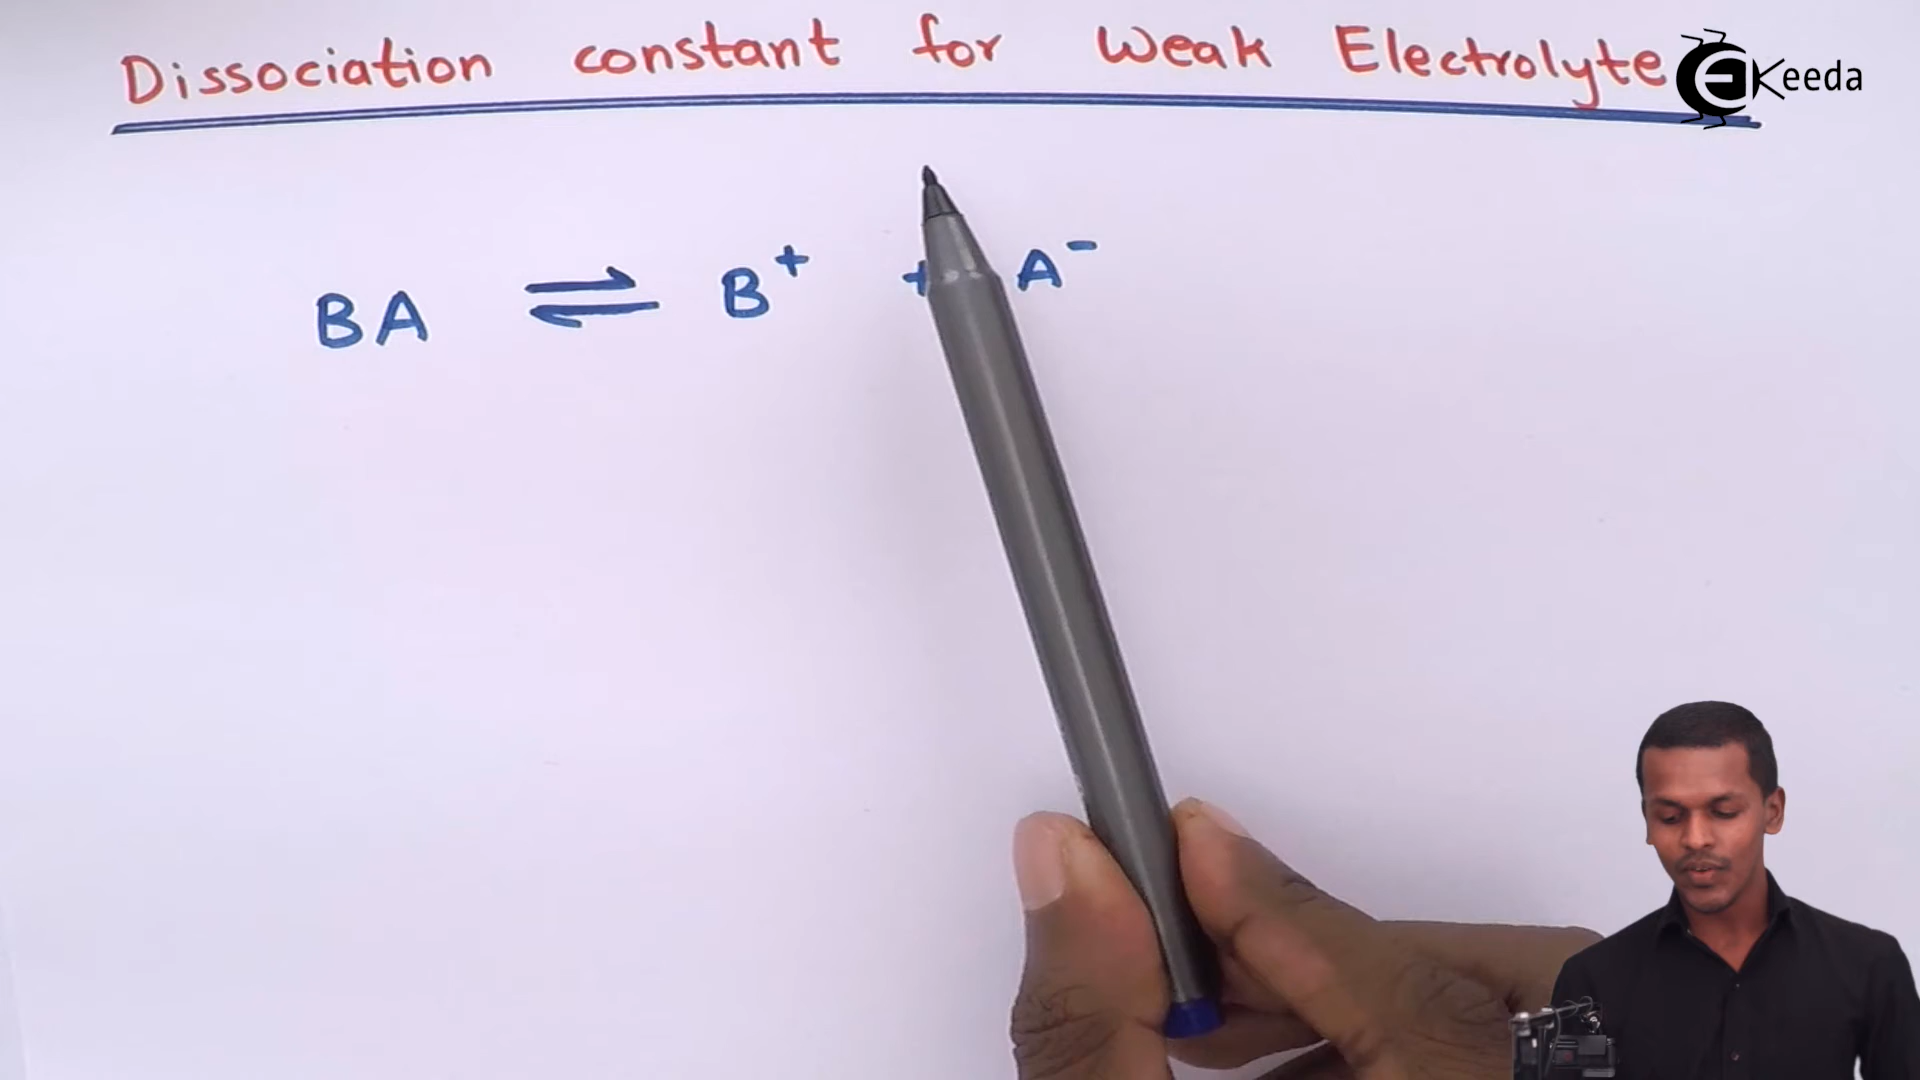 Dissociation constant for Weak Electrolyte
Keeda
BA ⇌ B⁺ + A⁻